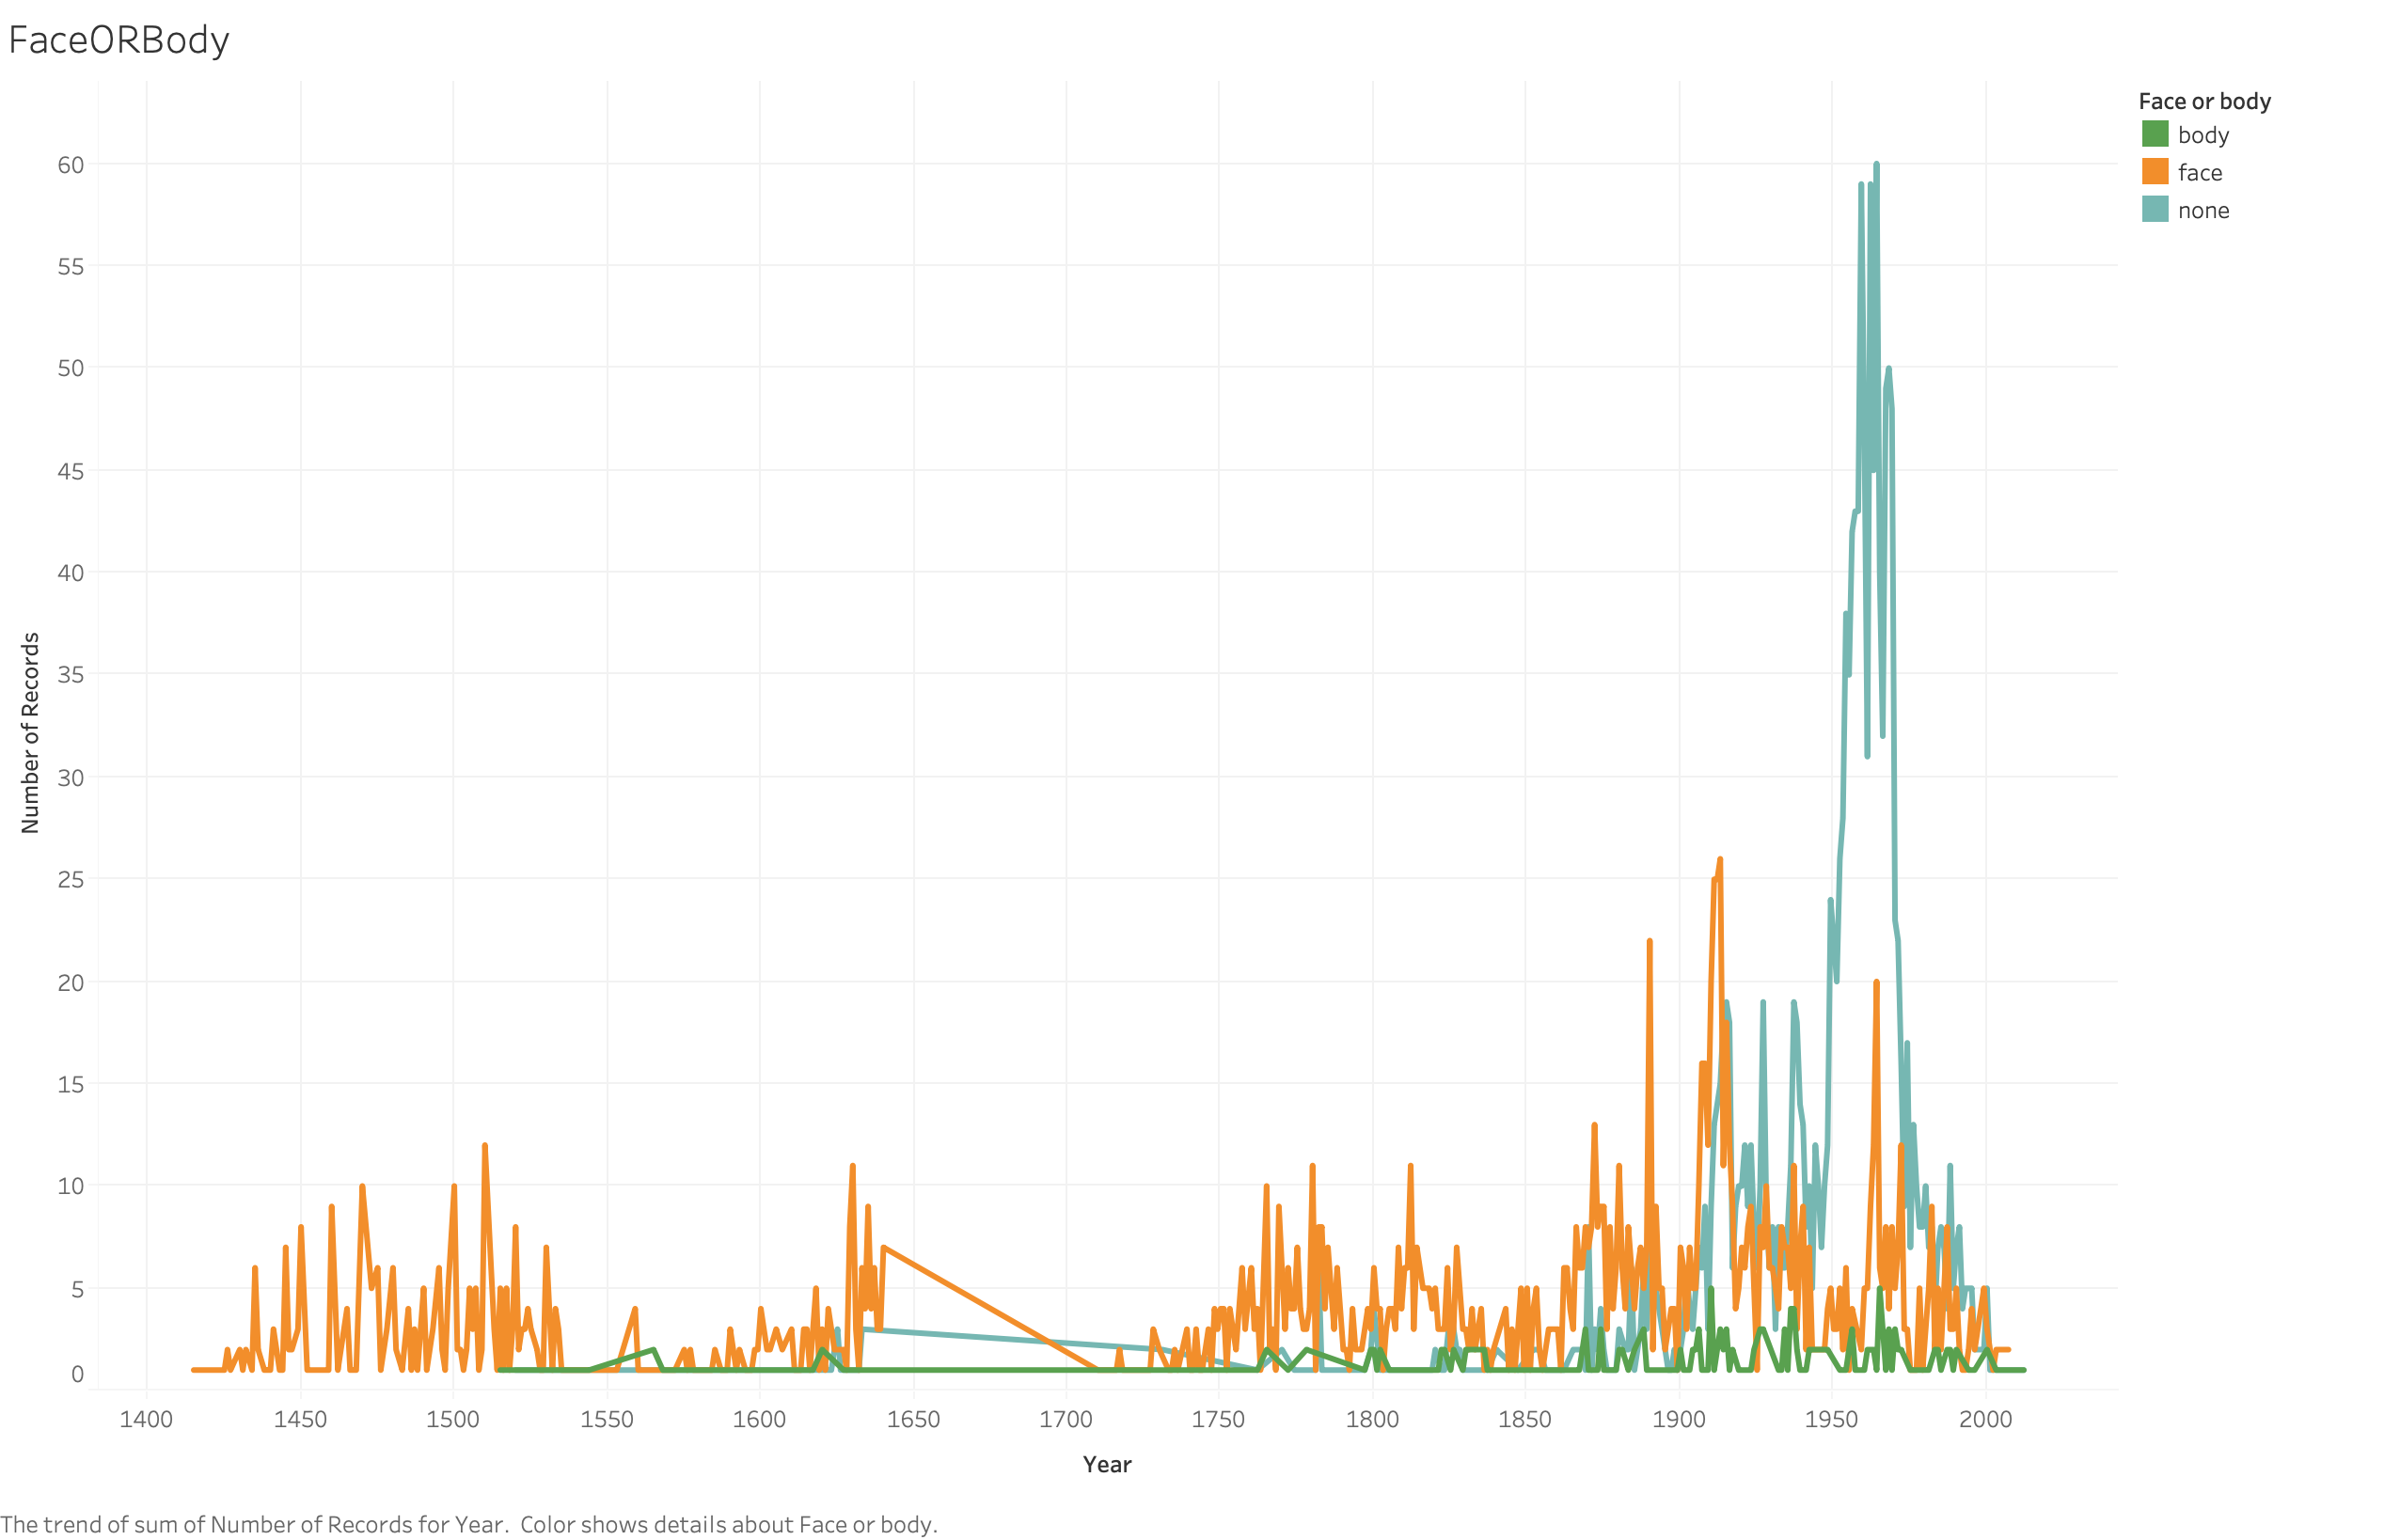 FaceORBody
Face or body
body
face
none
60
55
50
45
40
35
30
25
20
15
10
5
0
Number of Records
1400 1450 1500 1550 1600 1650 1700 1750 1800 1850 1900 1950 2000
Year
The trend of sum of Number of Records for Year. Color shows details about Face or body.